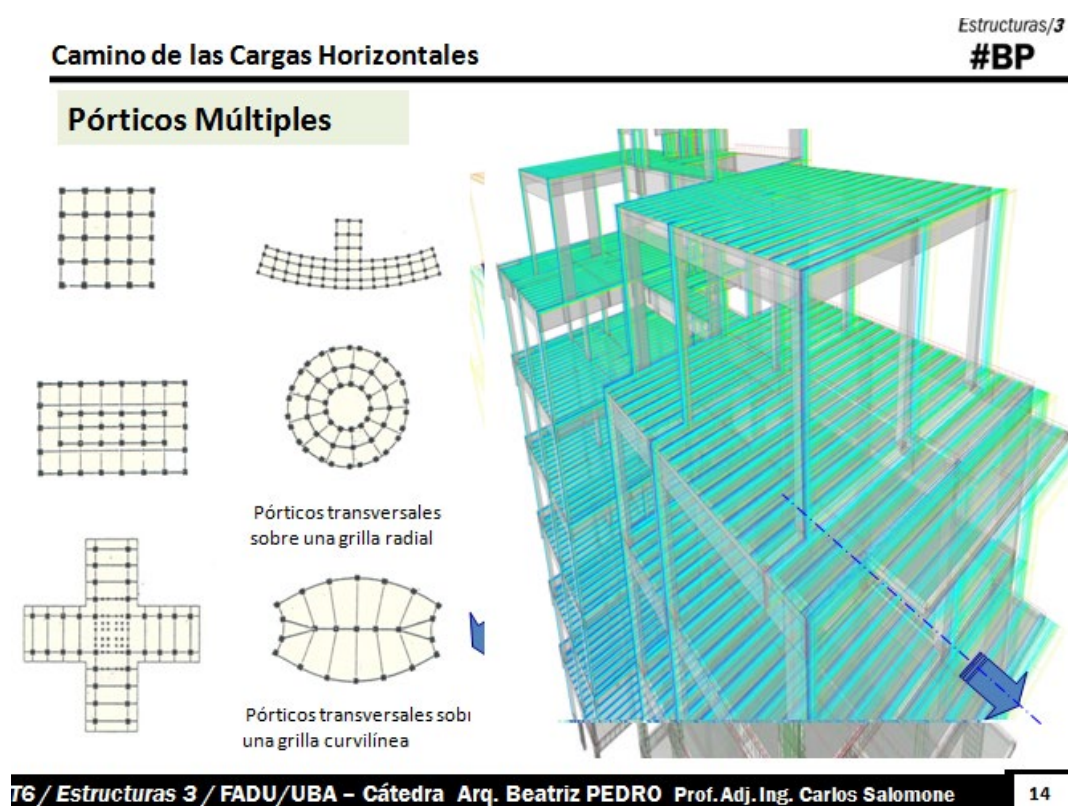 Estructuras/3
#BP
Camino de las Cargas Horizontales
Pórticos Múltiples
Pórticos transversales
sobre una grilla radial
Pórticos transversales sobr
una grilla curvilínea
T6 / Estructuras 3 / FADU/UBA – Cátedra Arq. Beatriz PEDRO Prof. Adj. Ing. Carlos Salomone
14